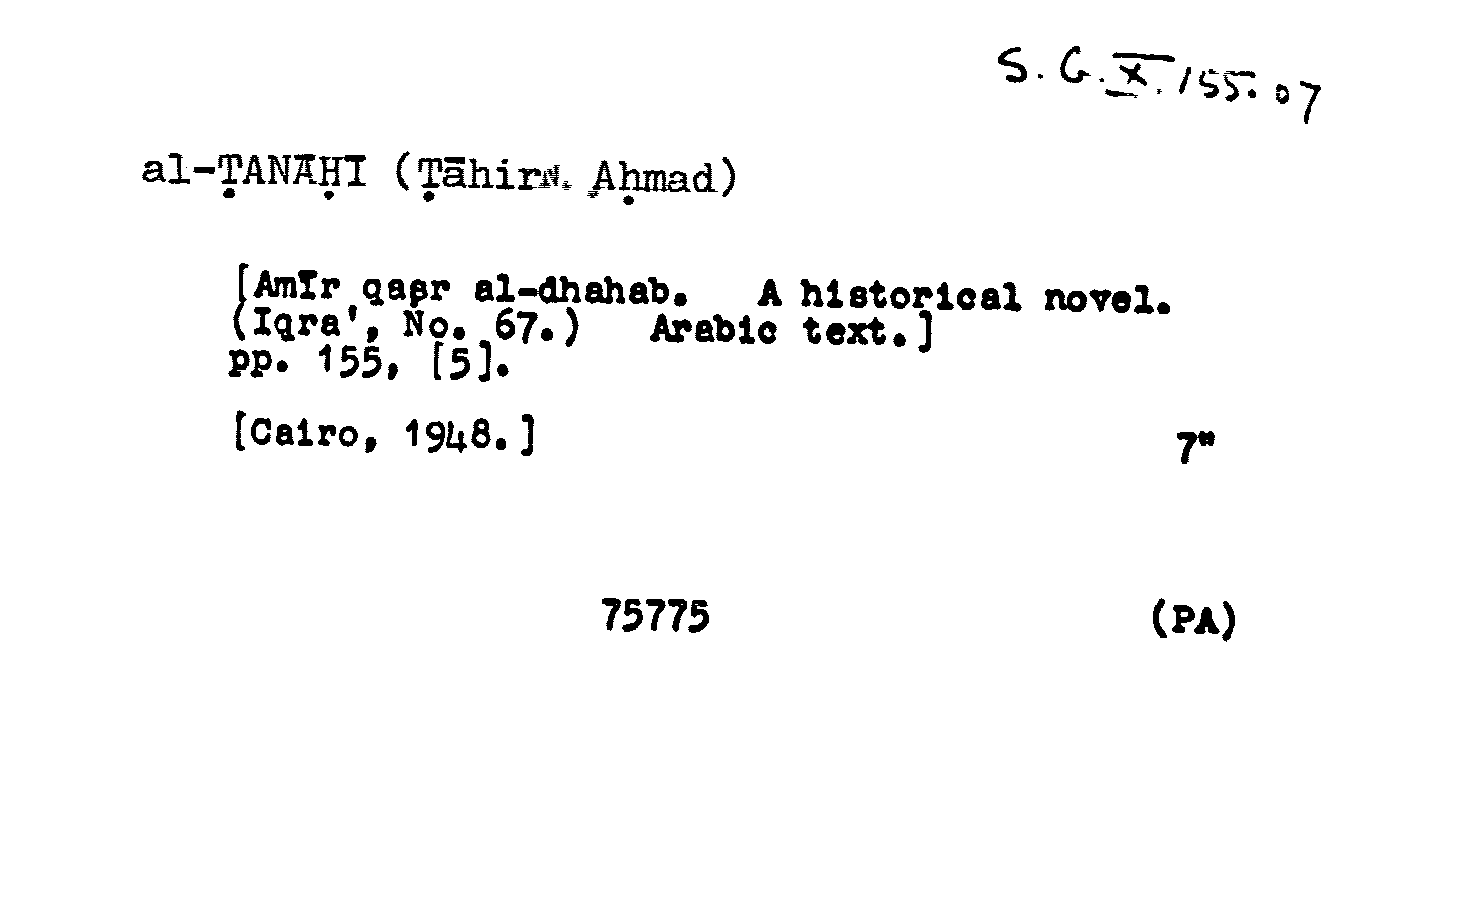 S. G. X. 155. 07
al-ṬANĀḤĪ (Ṭāhir Aḥmad)
[Amīr qaṣr al-dhahab. A historical novel.
(Iqra', No. 67.) Arabic text.]
pp. 155, [5].
[Cairo, 1948.] 7"
75775 (PA)